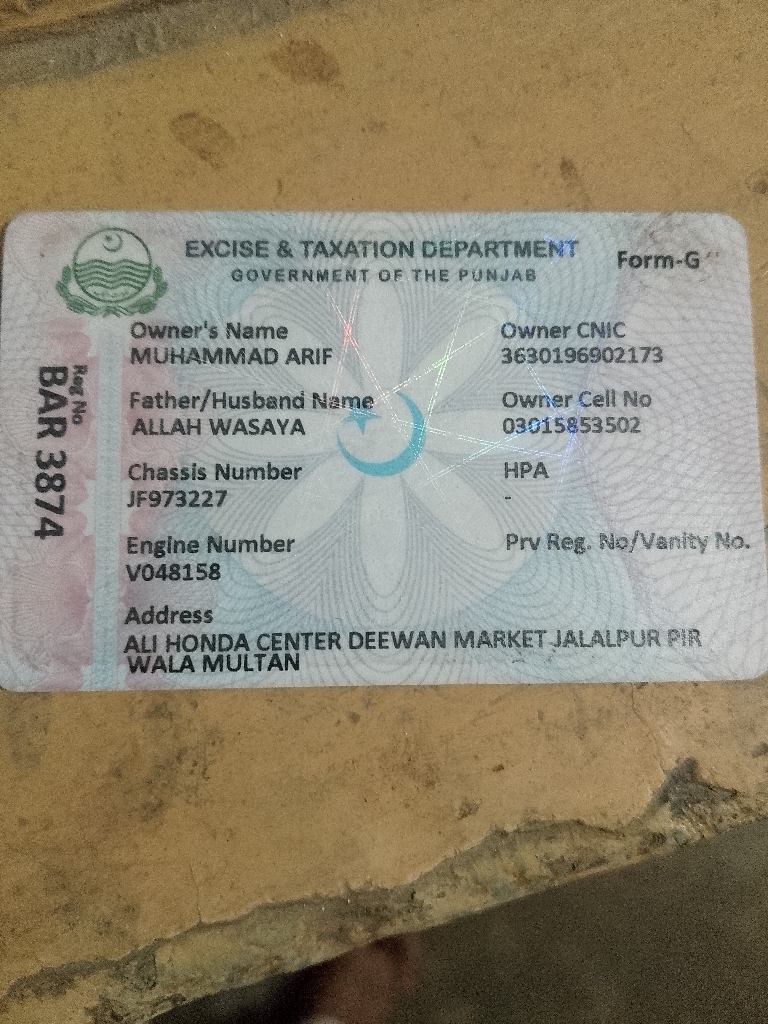 EXCISE & TAXATION DEPARTMENT
GOVERNMENT OF THE PUNJAB
Form-G
Reg No
BAR 3874
Owner's Name
MUHAMMAD ARIF
Owner CNIC
3630196902173
Father/Husband Name
ALLAH WASAYA
Owner Cell No
03015853502
Chassis Number
JF973227
HPA
-
Engine Number
V048158
Prv Reg. No/Vanity No.
Address
ALI HONDA CENTER DEEWAN MARKET JALALPUR PIR
WALA MULTAN